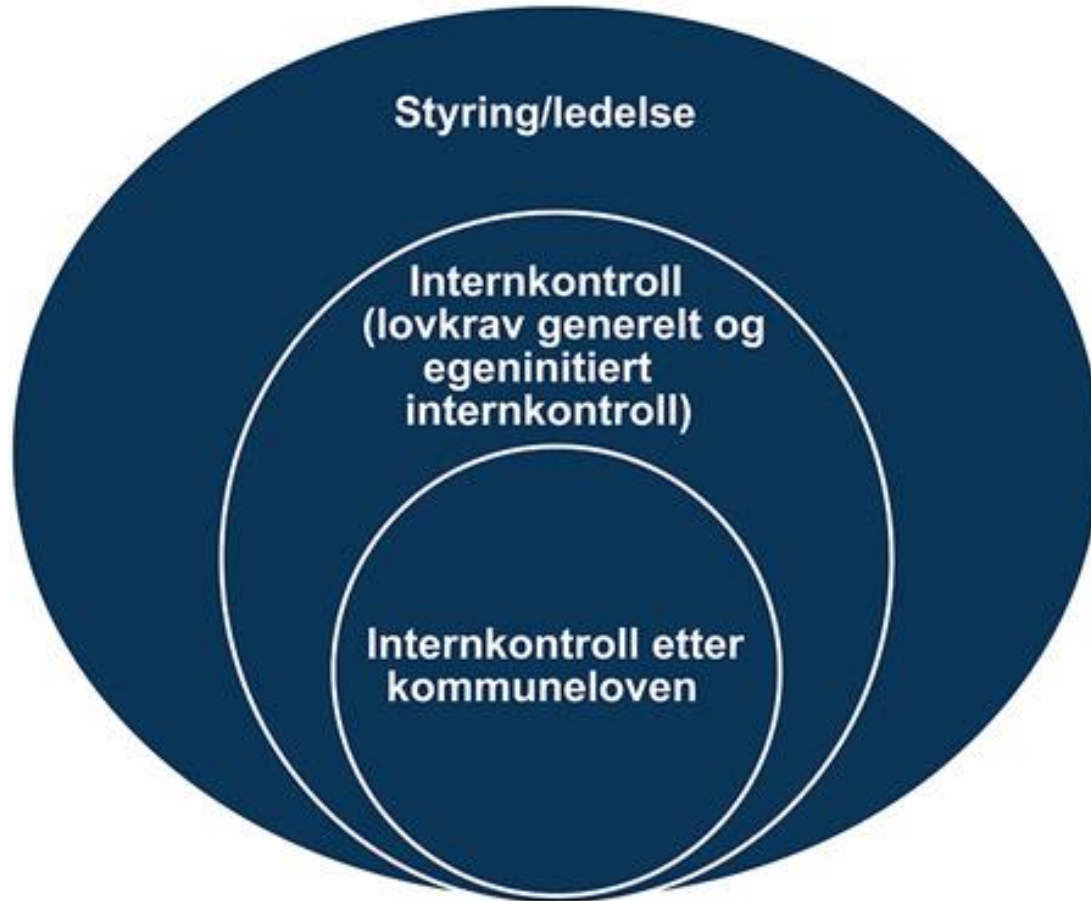 Styring/ledelse
Internkontroll
(lovkrav generelt og
egeninitiert
internkontroll)
Internkontroll etter
kommuneloven